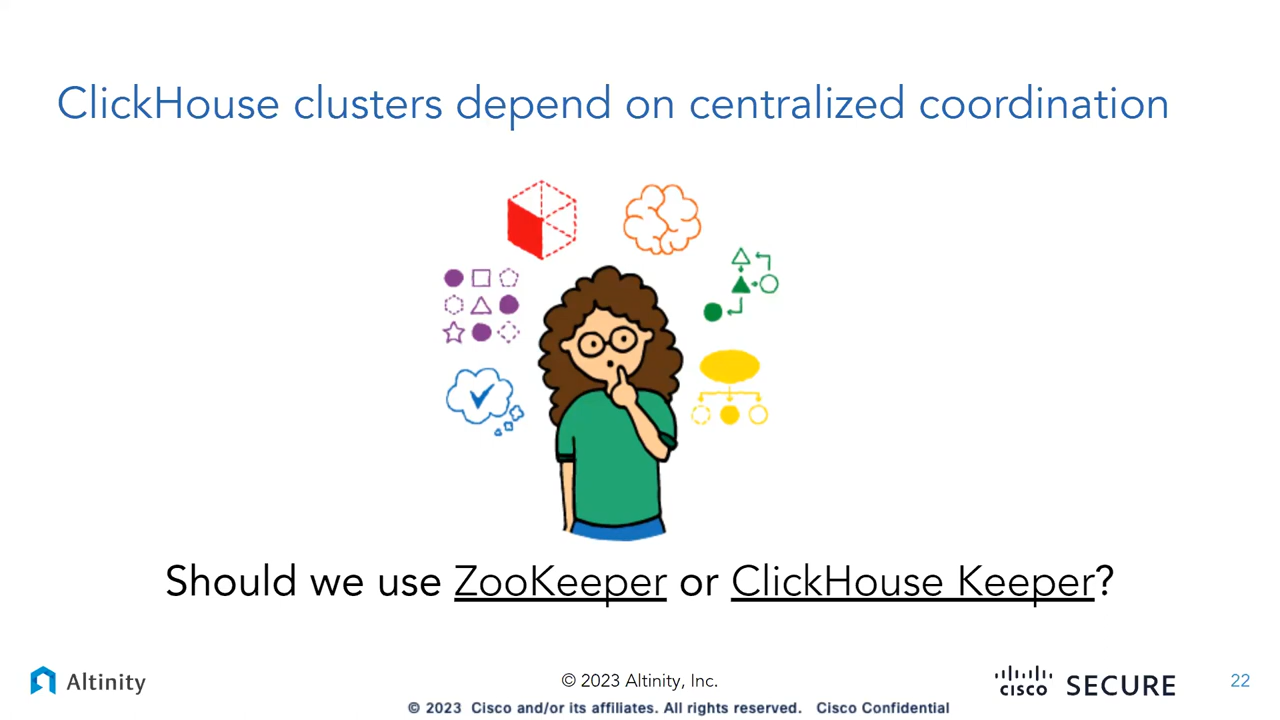 ClickHouse clusters depend on centralized coordination
Should we use ZooKeeper or ClickHouse Keeper?
Altinity
© 2023 Altinity, Inc.
CISCO SECURE
22
© 2023 Cisco and/or its affiliates. All rights reserved. Cisco Confidential